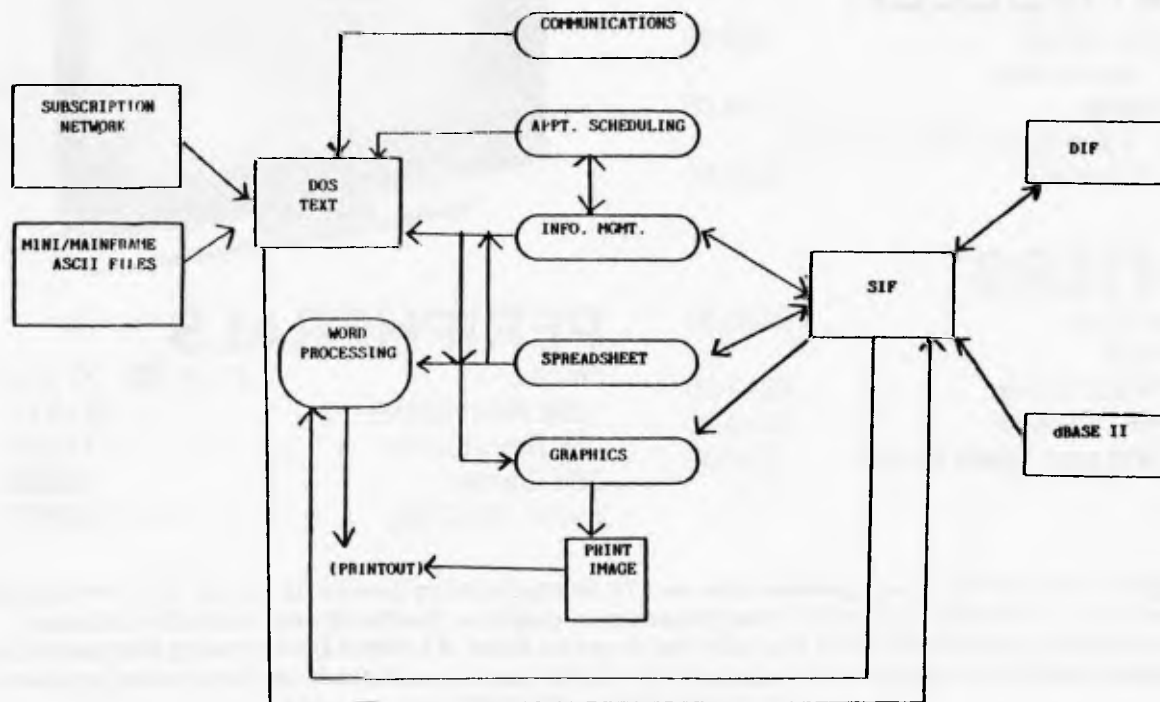 COMMUNICATIONS
SUBSCRIPTION
NETWORK
APPT. SCHEDULING
DIF
DOS
TEXT
MINI/MAINFRAME
ASCII FILES
INFO. MGMT.
SIF
WORD
PROCESSING
SPREADSHEET
dBASE II
GRAPHICS
PRINT
IMAGE
(PRINTOUT)